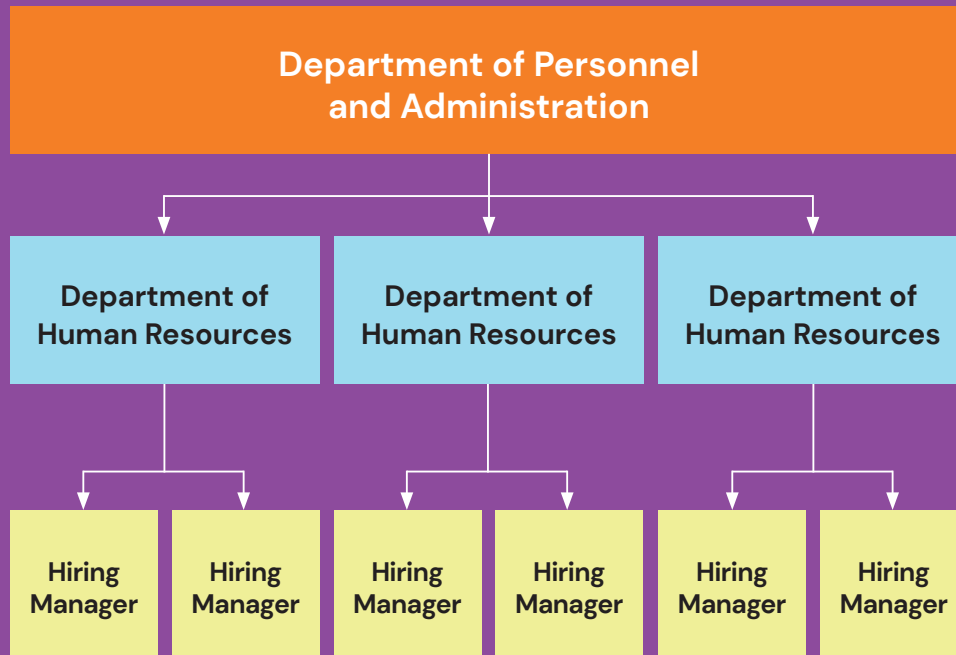 Department of Personnel
and Administration
Department of
Human Resources
Department of
Human Resources
Department of
Human Resources
Hiring
Manager
Hiring
Manager
Hiring
Manager
Hiring
Manager
Hiring
Manager
Hiring
Manager